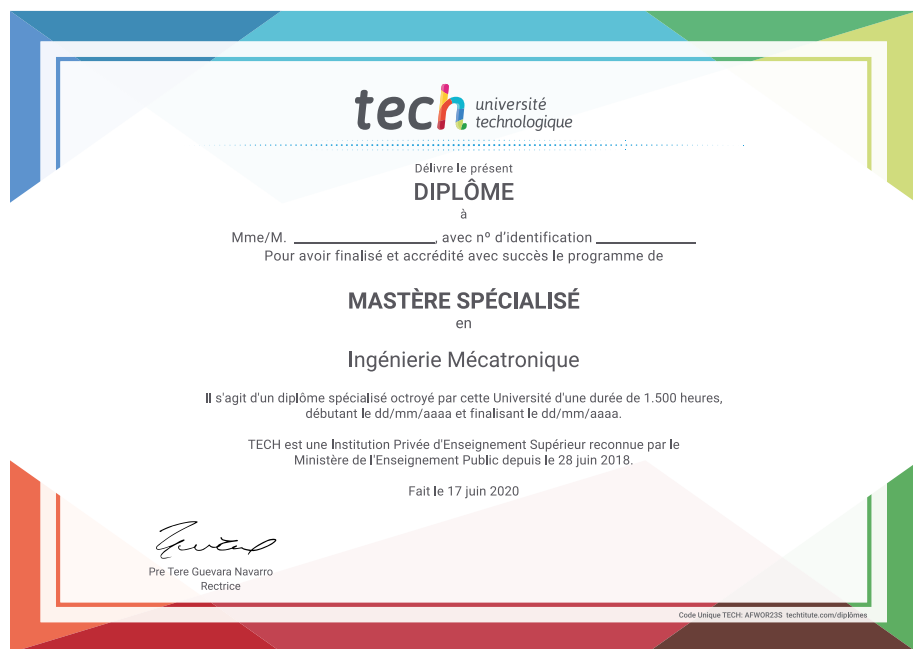 tech université
technologique
Délivre le présent
DIPLÔME
à
Mme/M. ____________________, avec nº d'identification ______________
Pour avoir finalisé et accrédité avec succès le programme de
MASTÈRE SPÉCIALISÉ
en
Ingénierie Mécatronique
Il s'agit d'un diplôme spécialisé octroyé par cette Université d'une durée de 1.500 heures,
débutant le dd/mm/aaaa et finalisant le dd/mm/aaaa.
TECH est une Institution Privée d'Enseignement Supérieur reconnue par le
Ministère de l'Enseignement Public depuis le 28 juin 2018.
Fait le 17 juin 2020
Pre Tere Guevara Navarro
Rectrice
Code Unique TECH: AFWOR23S techtitute.com/diplômes